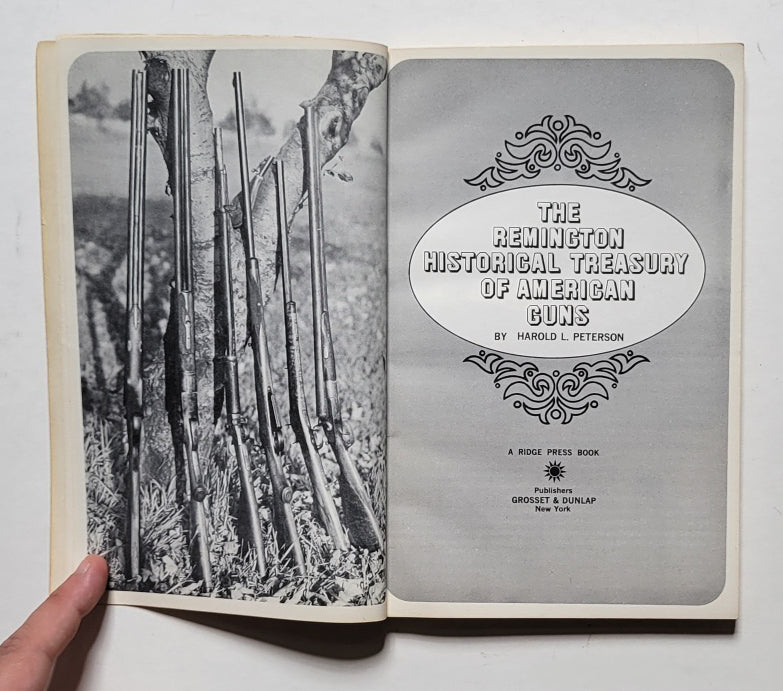 THE
REMINGTON
HISTORICAL TREASURY
OF AMERICAN
GUNS
BY HAROLD L. PETERSON
A RIDGE PRESS BOOK
Publishers
GROSSET & DUNLAP
New York